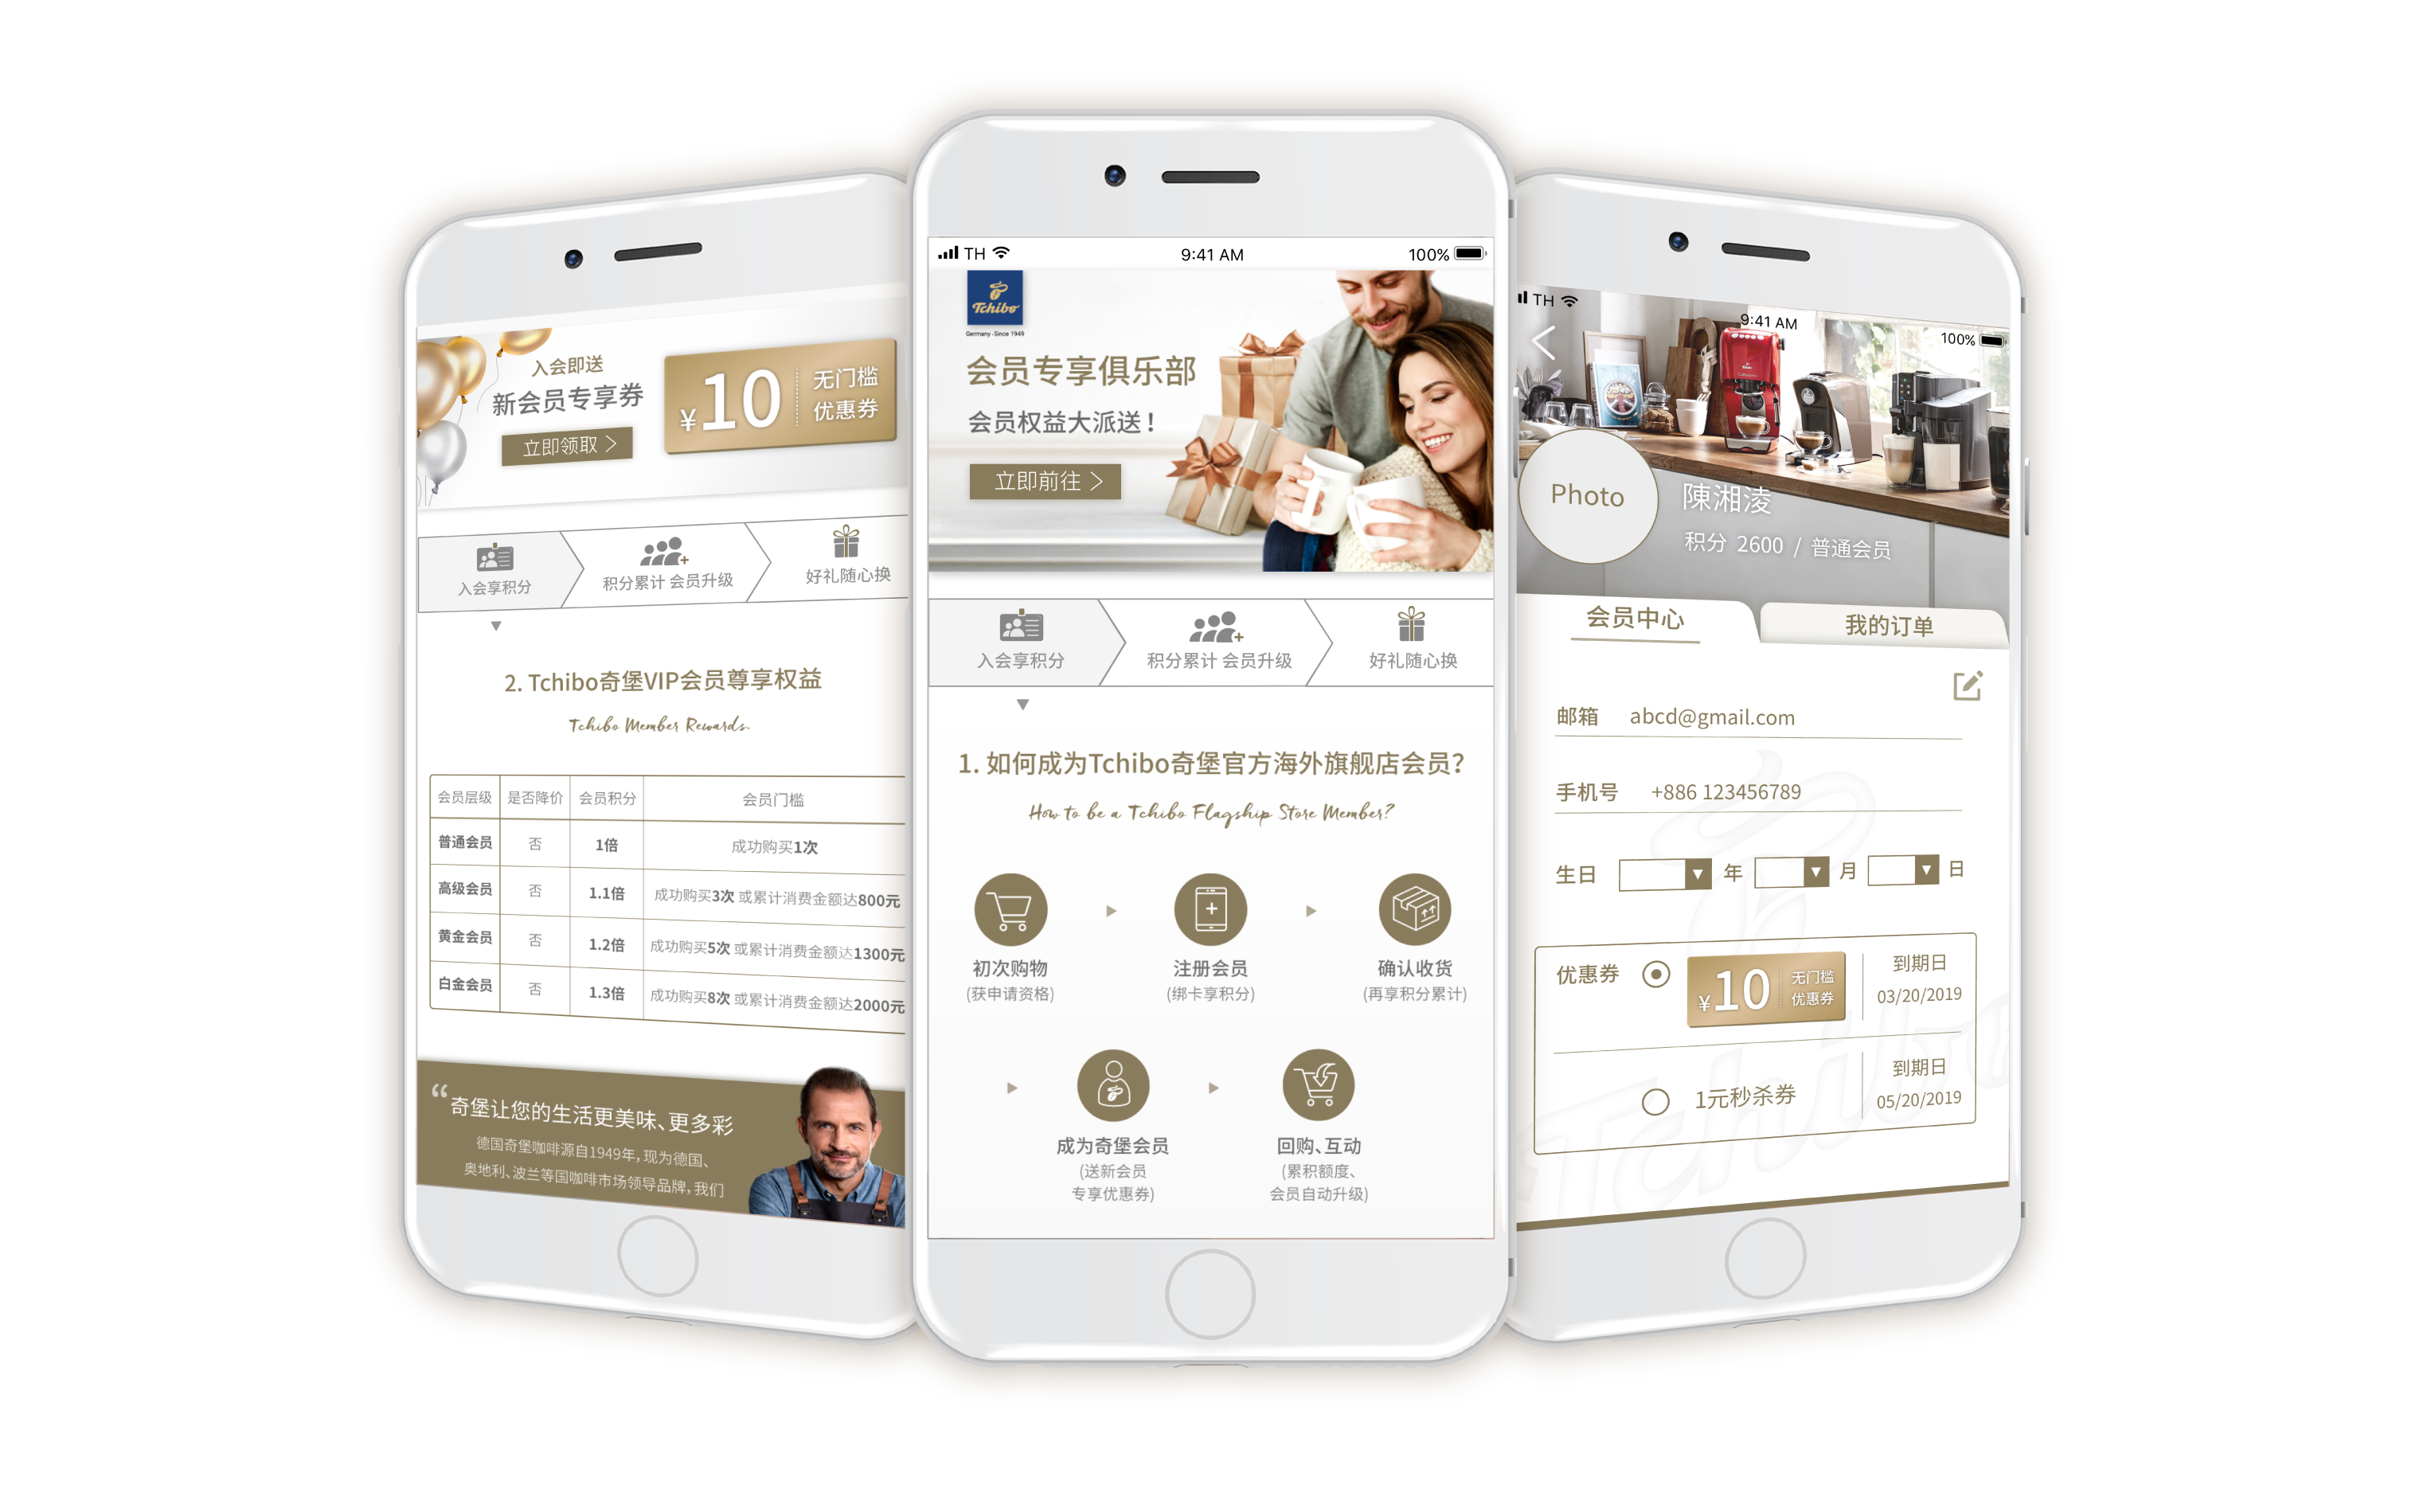 入会即送
新会员专享券
立即领取 >
¥10
无门槛
优惠券
入会享积分
积分累计 会员升级
好礼随心换
2. Tchibo奇堡VIP会员尊享权益
Tchibo Member Rewards.
会员层级 是否降价 会员积分 会员门槛
普通会员 否 1倍 成功购买1次
高级会员 否 1.1倍 成功购买3次 或累计消费金额达800元
黄金会员 否 1.2倍 成功购买5次 或累计消费金额达1300元
白金会员 否 1.3倍 成功购买8次 或累计消费金额达2000元
“奇堡让您的生活更美味、更多彩
德国奇堡咖啡源自1949年，现为德国、
奥地利、波兰等国咖啡市场领导品牌，我们
TH 9:41 AM 100%
Tchibo
Germany - Since 1949
会员专享俱乐部
会员权益大派送！
立即前往 >
入会享积分
积分累计 会员升级
好礼随心换
1. 如何成为Tchibo奇堡官方海外旗舰店会员？
How to be a Tchibo Flagship Store Member?
初次购物
(获申请资格)
注册会员
(绑卡享积分)
确认收货
(再享积分累计)
成为奇堡会员
(送新会员
专享优惠券)
回购、互动
(累积额度、
会员自动升级)
TH 9:41 AM 100%
Photo
陳湘淩
积分 2600 / 普通会员
会员中心
我的订单
邮箱 abcd@gmail.com
手机号 +886 123456789
生日 年 月 日
优惠券
¥10
无门槛
优惠券
到期日
03/20/2019
1元秒杀券
到期日
05/20/2019
Tchibo